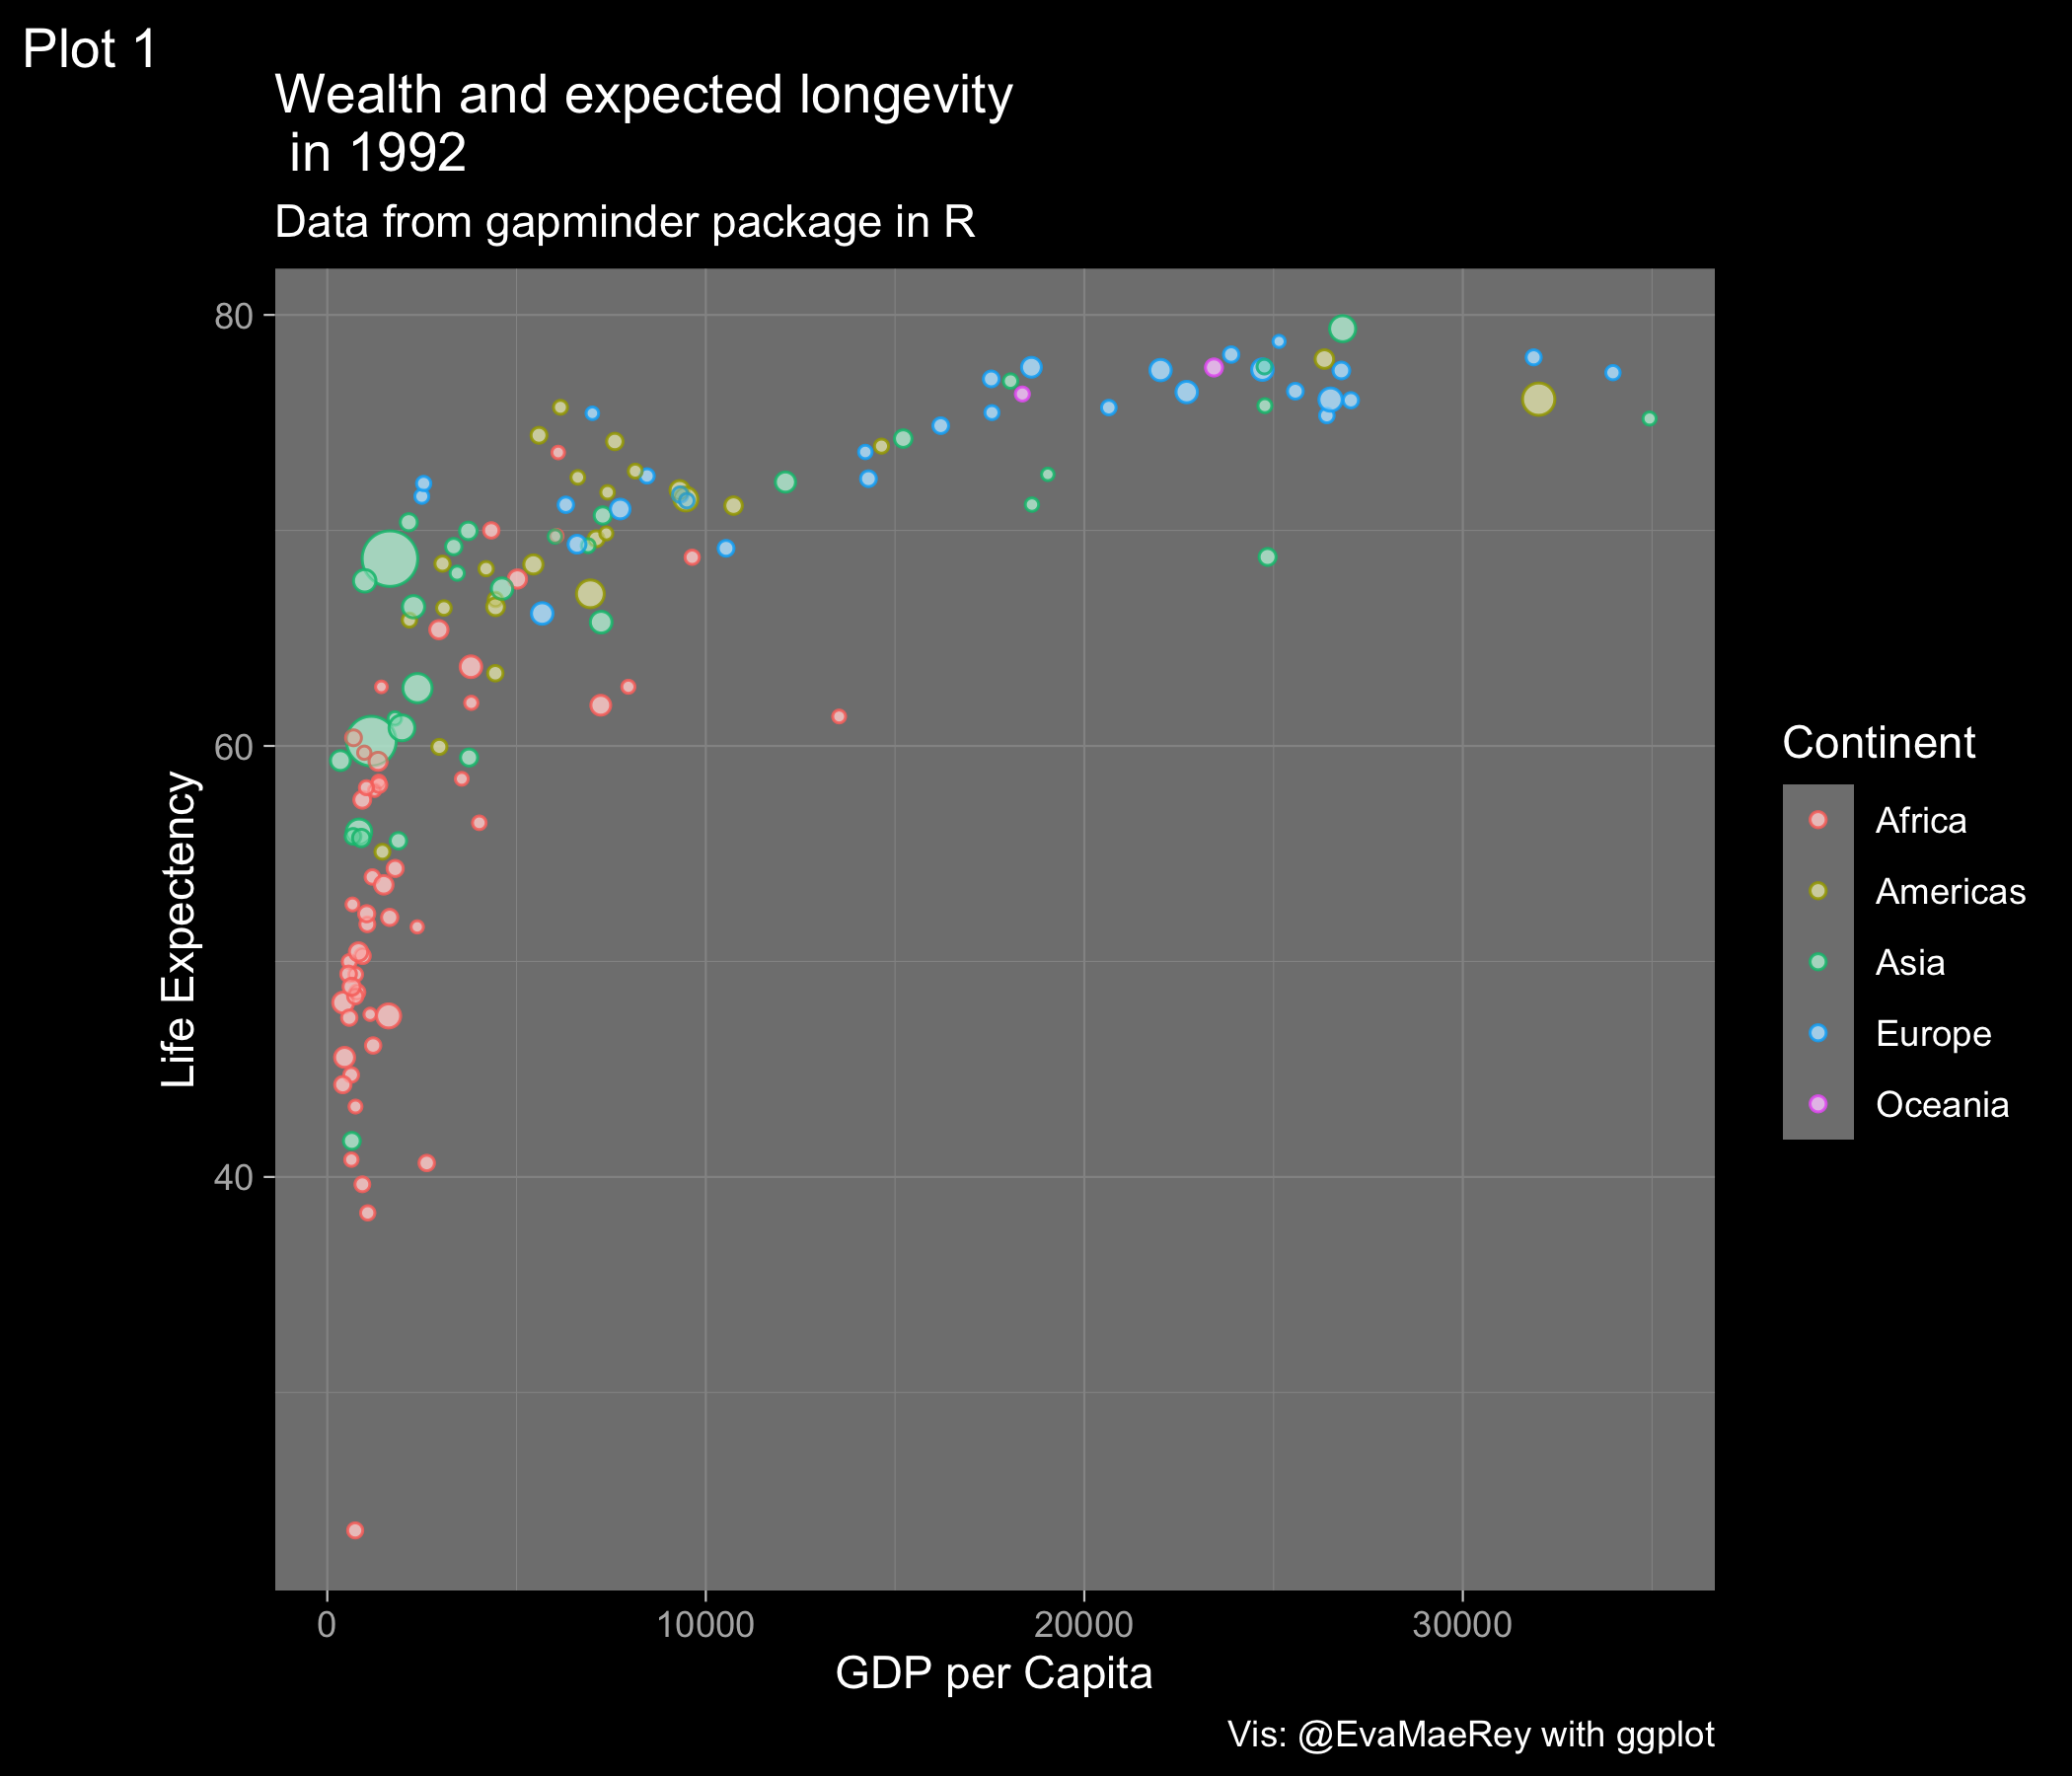 Plot 1
Wealth and expected longevity
in 1992
Data from gapminder package in R
80
60
40
Life Expectency
0 10000 20000 30000
GDP per Capita
Continent
Africa
Americas
Asia
Europe
Oceania
Vis: @EvaMaeRey with ggplot